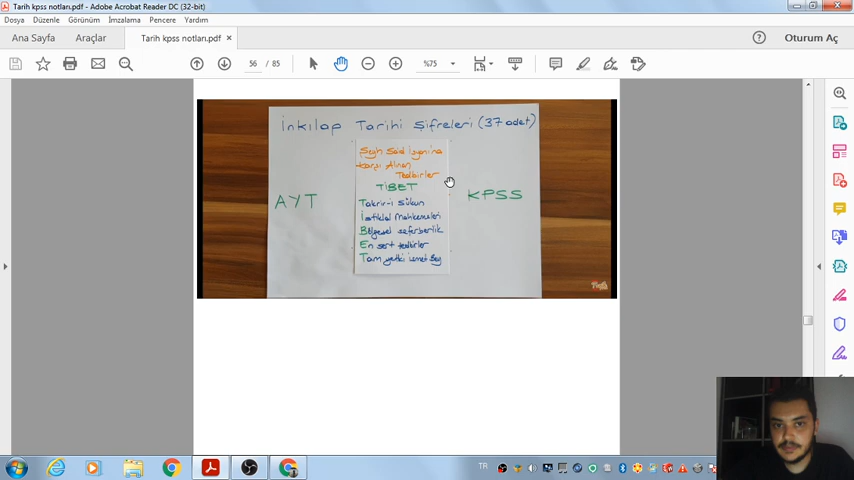 Tarih kpss notları.pdf - Adobe Acrobat Reader DC (32-bit)
Dosya Düzenle Görünüm İmzalama Pencere Yardım
Ana Sayfa Araçlar Tarih kpss notları.pdf × Oturum Aç
56 / 85 %75
İnkılap Tarihi Şifreleri (37 adet)
Şeyh Said İsyanına
Karşı Alınan
Tedbirler
TİBET
AYT
KPSS
Takrir-i sükun
İstiklal Mahkemeleri
Bölgesel seferberlik
En sert tedbirler
Tam yetki İsmet Bey
TR